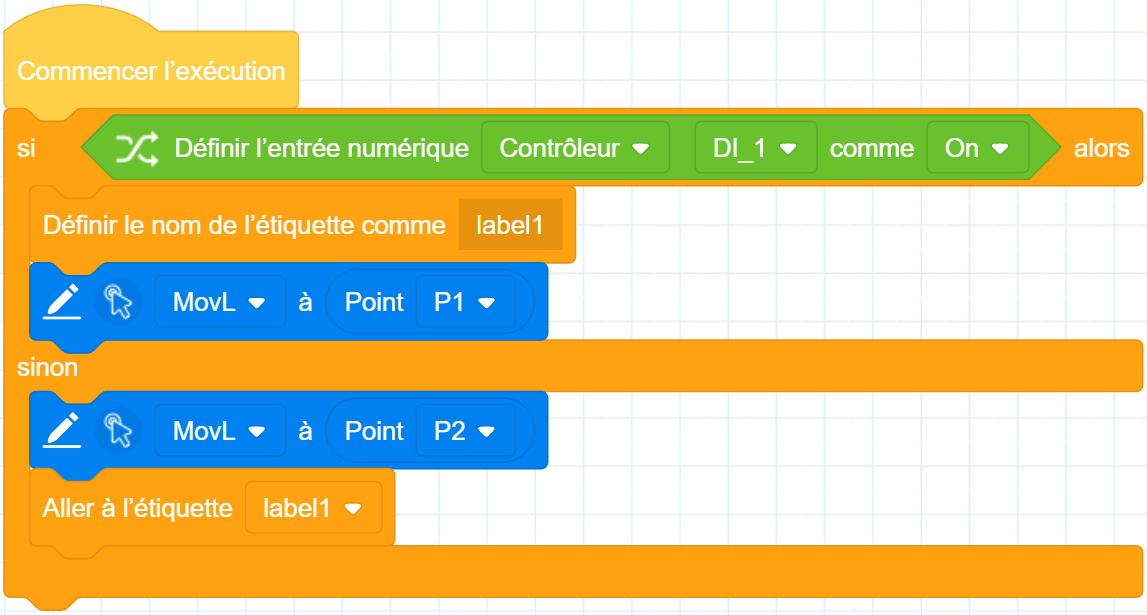 Commencer l’exécution
si Définir l’entrée numérique Contrôleur DI_1 comme On alors
Définir le nom de l’étiquette comme label1
MovL à Point P1
sinon
MovL à Point P2
Aller à l’étiquette label1